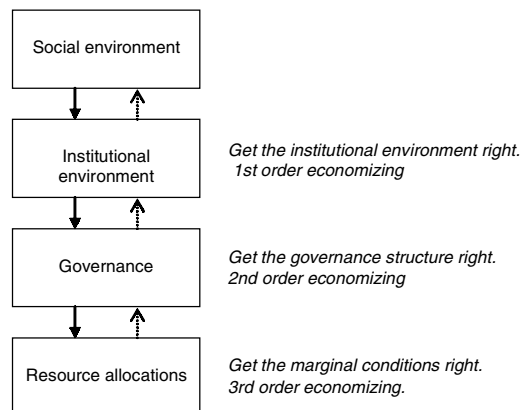 Social environment
Institutional
environment
Get the institutional environment right.
1st order economizing
Governance
Get the governance structure right.
2nd order economizing
Resource allocations
Get the marginal conditions right.
3rd order economizing.